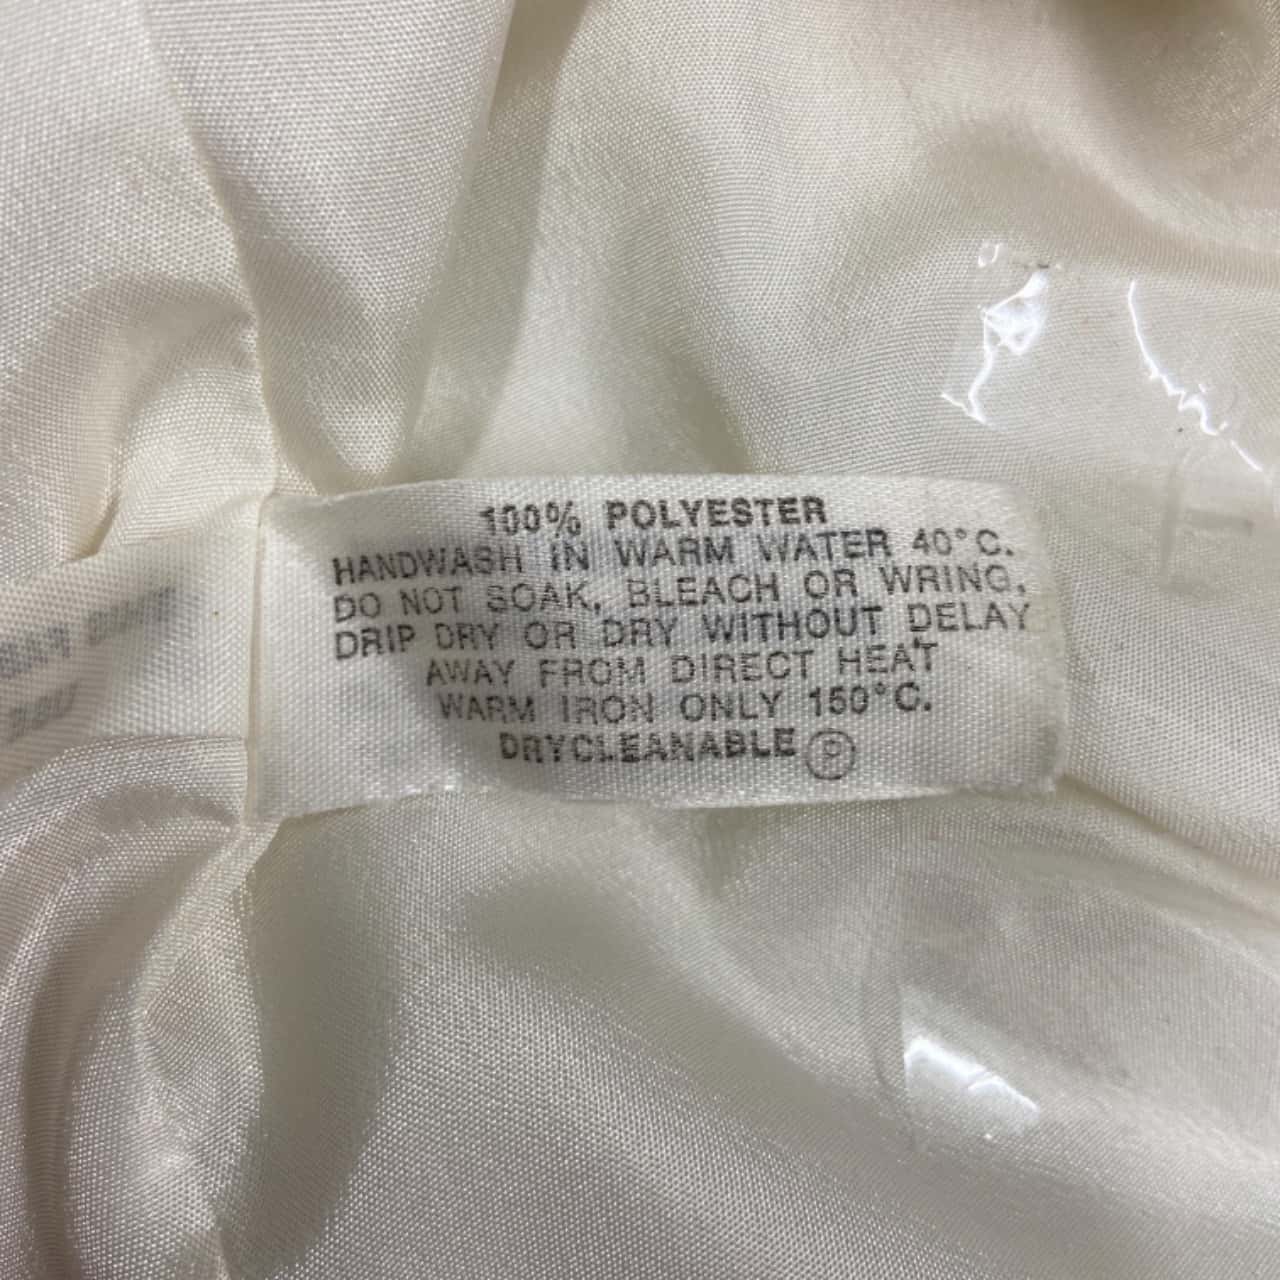 100% POLYESTER
HANDWASH IN WARM WATER 40°C.
DO NOT SOAK, BLEACH OR WRING,
DRIP DRY OR DRY WITHOUT DELAY
AWAY FROM DIRECT HEAT
WARM IRON ONLY 150°C.
DRYCLEANABLE Ⓟ